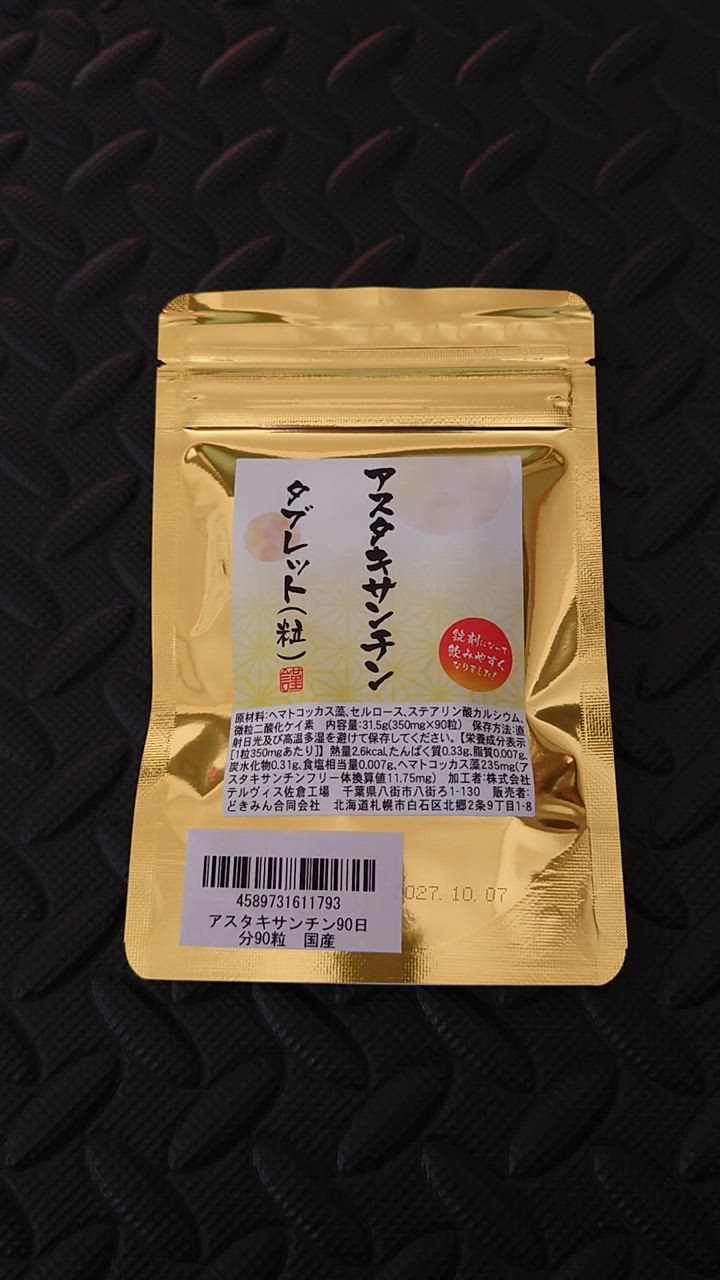 アスタキサンチン
タブレット(粒)
謹
錠剤になって
飲みやすく
なりました!
原材料:ヘマトコッカス藻、セルロース、ステアリン酸カルシウム、
微粒二酸化ケイ素 内容量:31.5g(350mg×90粒) 保存方法:直
射日光及び高温多湿を避けて保存してください。【栄養成分表示
[1粒350mgあたり]】 熱量2.6kcal、たんぱく質0.33g、脂質0.007g、
炭水化物0.31g、食塩相当量0.007g、ヘマトコッカス藻235mg(ア
スタキサンチンフリー体換算値11.75mg) 加工者:株式会社
テルヴィス佐倉工場 千葉県八街市八街ろ1-130 販売者:
どきみん合同会社 北海道札幌市白石区北郷2条9丁目1-8
4589731611793
アスタキサンチン90日
分90粒 国産
027.10.07